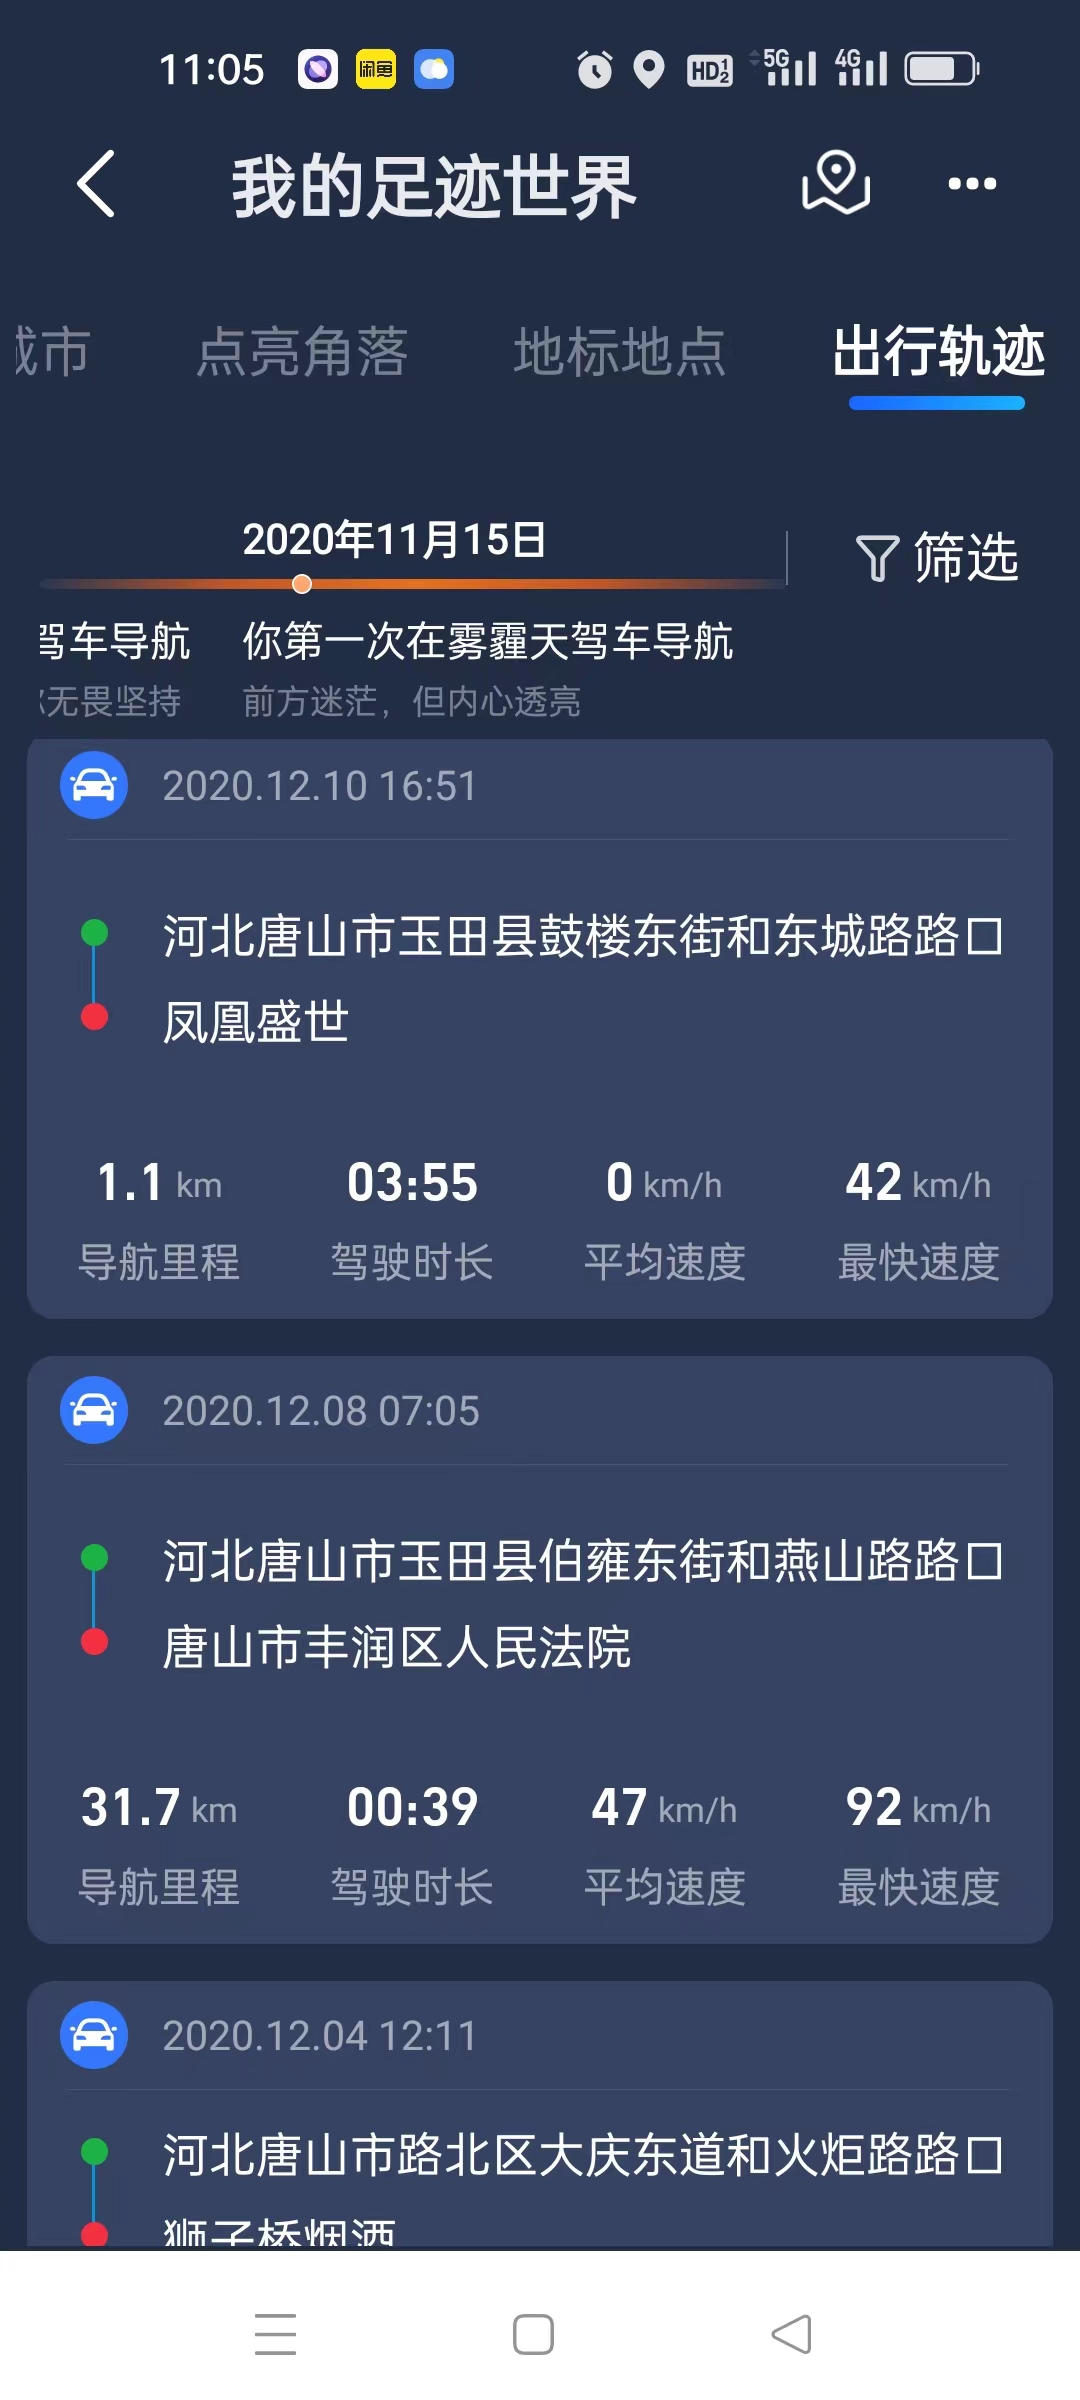 11:05 闲鱼 HD 1 2 5G 4G
我的足迹世界
城市 点亮角落 地标地点 出行轨迹
2020年11月15日
筛选
驾车导航 你第一次在雾霾天驾车导航
无畏坚持 前方迷茫，但内心透亮
2020.12.10 16:51
河北唐山市玉田县鼓楼东街和东城路路口
凤凰盛世
1.1 km 03:55 0 km/h 42 km/h
导航里程 驾驶时长 平均速度 最快速度
2020.12.08 07:05
河北唐山市玉田县伯雍东街和燕山路路口
唐山市丰润区人民法院
31.7 km 00:39 47 km/h 92 km/h
导航里程 驾驶时长 平均速度 最快速度
2020.12.04 12:11
河北唐山市路北区大庆东道和火炬路路口
狮子桥烟酒